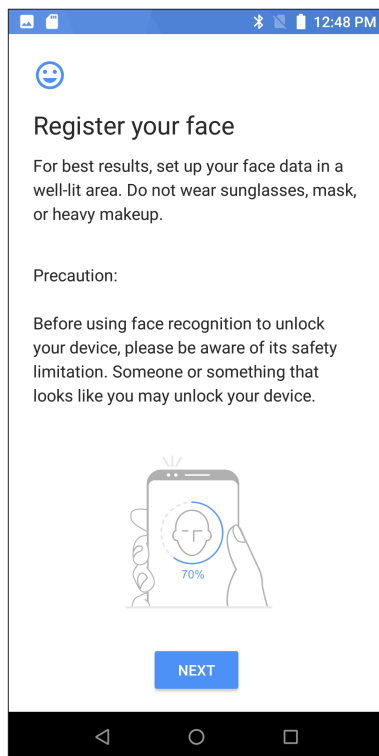 12:48 PM
Register your face
For best results, set up your face data in a
well-lit area. Do not wear sunglasses, mask,
or heavy makeup.
Precaution:
Before using face recognition to unlock
your device, please be aware of its safety
limitation. Someone or something that
looks like you may unlock your device.
70%
NEXT